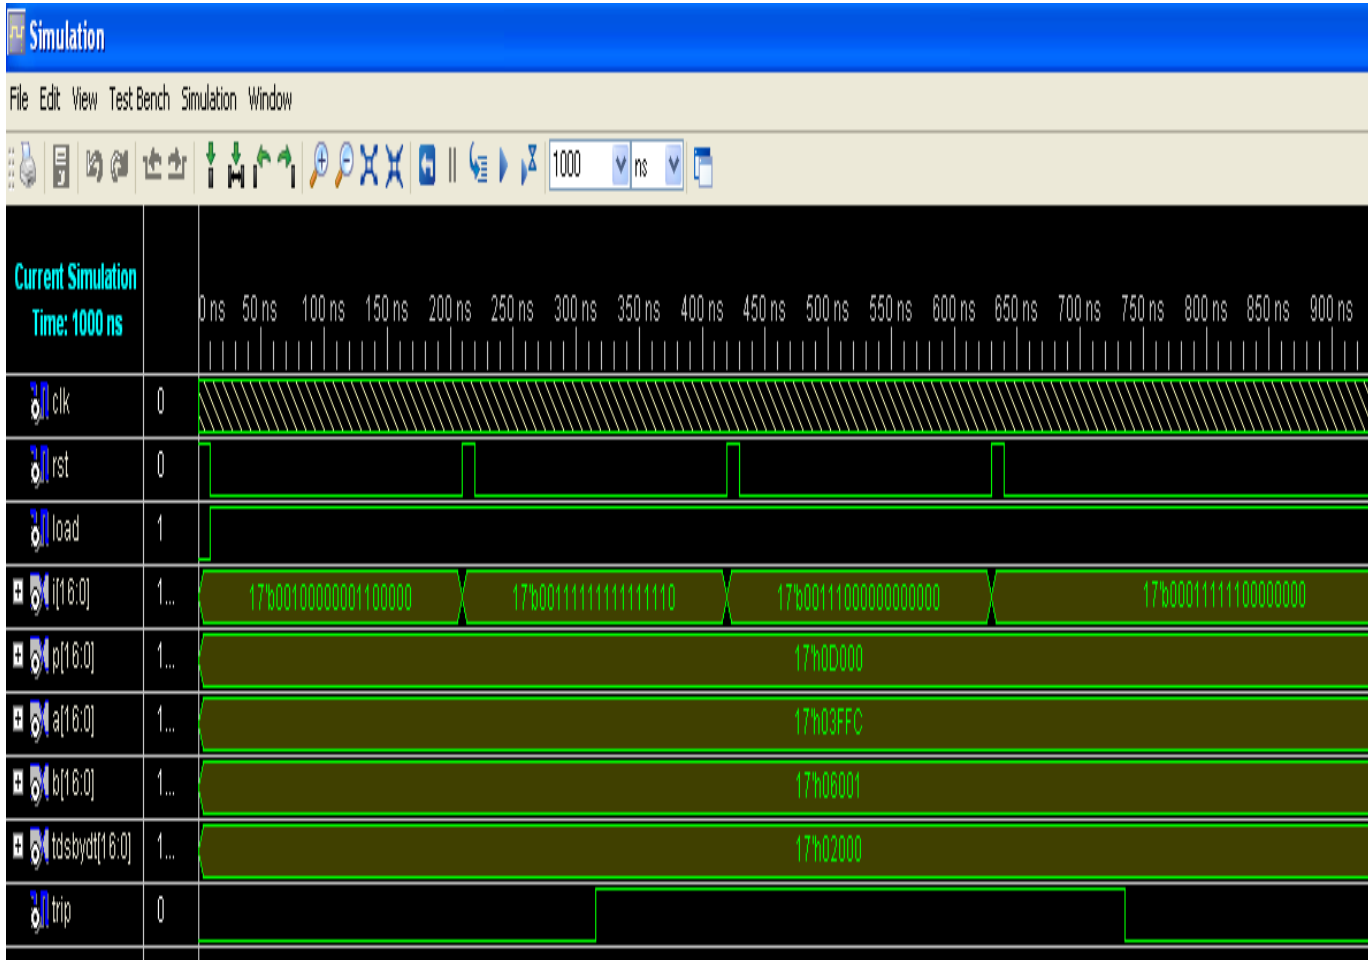 Simulation
File Edit View Test Bench Simulation Window
1000 ns
Current Simulation
Time: 1000 ns
0 ns 50 ns 100 ns 150 ns 200 ns 250 ns 300 ns 350 ns 400 ns 450 ns 500 ns 550 ns 600 ns 650 ns 700 ns 750 ns 800 ns 850 ns 900 ns
clk 0
rst 0
load 1
i[16:0] 1... 17'b00100000001100000 17'b00111111111111110 17'b00111000000000000 17'b00011111100000000
p[16:0] 1... 17'h0D000
a[16:0] 1... 17'h03FFC
b[16:0] 1... 17'h06001
tdsbydt[16:0] 1... 17'h02000
trip 0